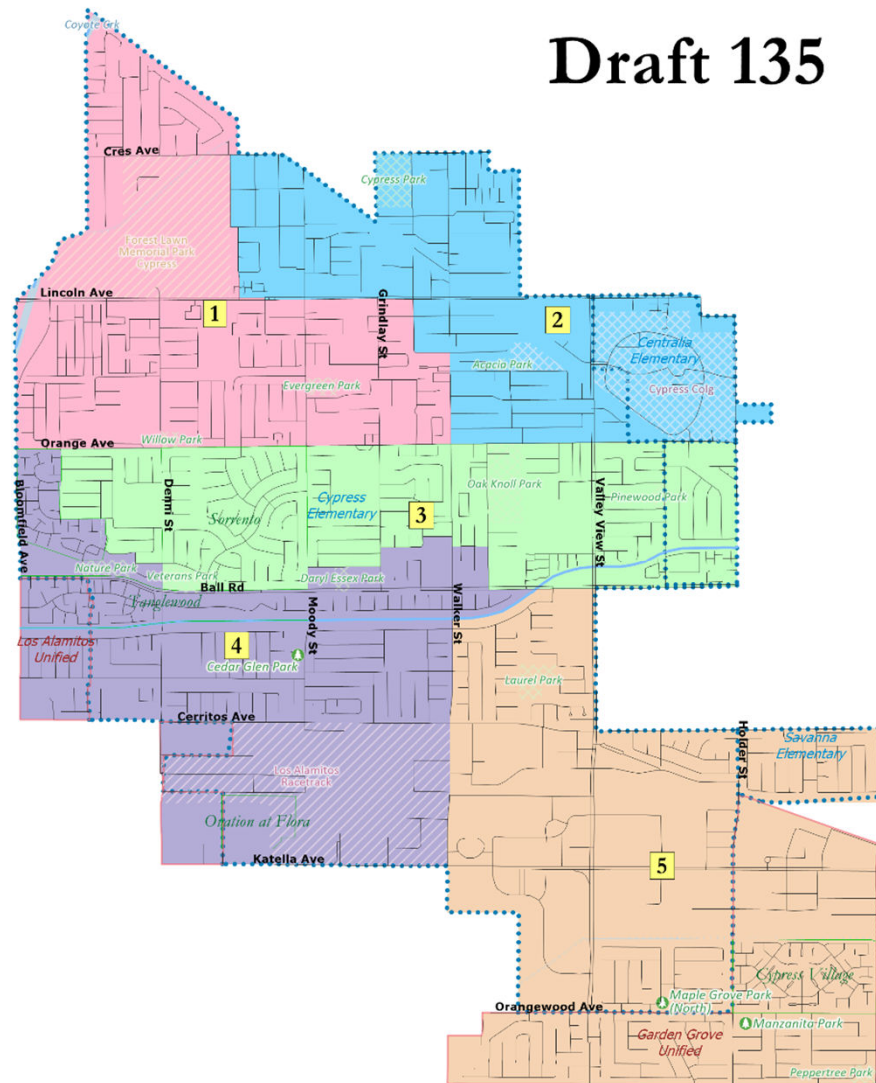 Draft 135
Coyote Crk
Cres Ave
Cypress Park
Forest Lawn
Memorial Park
Cypress
Lincoln Ave
1
Grindlay St
2
Centralia
Elementary
Acacia Park
Evergreen Park
Cypress Colg
Orange Ave
Willow Park
Bloomfield Ave
Denni St
Sorrento
Cypress
Elementary
3
Oak Knoll Park
Valley View St
Pinewood Park
Nature Park
Veterans Park
Daryl Essex Park
Ball Rd
Tanglewood
Moody St
Walker St
Los Alamitos
Unified
4
Cedar Glen Park
Laurel Park
Cerritos Ave
Holder St
Savanna
Elementary
Los Alamitos
Racetrack
Ovation at Flora
Katella Ave
5
Cypress Village
Orangewood Ave
Maple Grove Park
(North)
Manzanita Park
Garden Grove
Unified
Peppertree Park